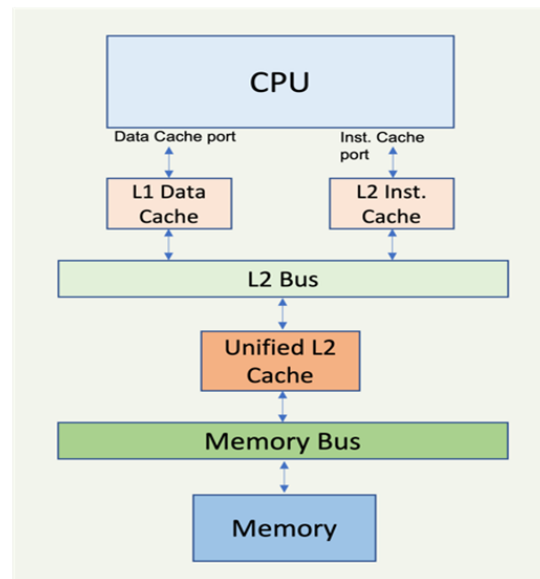 CPU
Data Cache port
Inst. Cache
port
L1 Data
Cache
L2 Inst.
Cache
L2 Bus
Unified L2
Cache
Memory Bus
Memory